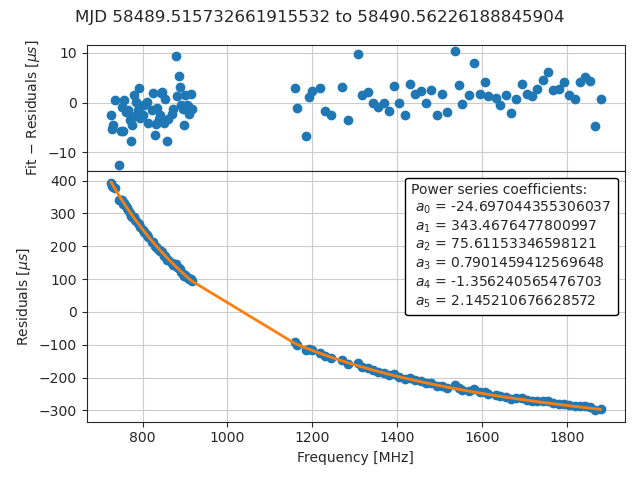 MJD 58489.515732661915532 to 58490.56226188845904
Fit − Residuals [μs]
10
0
−10
Residuals [μs]
400
300
200
100
0
−100
−200
−300
Power series coefficients:
a0 = -24.697044355306037
a1 = 343.4676477800997
a2 = 75.61153346598121
a3 = 0.7901459412569648
a4 = -1.356240565476703
a5 = 2.145210676628572
800 1000 1200 1400 1600 1800
Frequency [MHz]